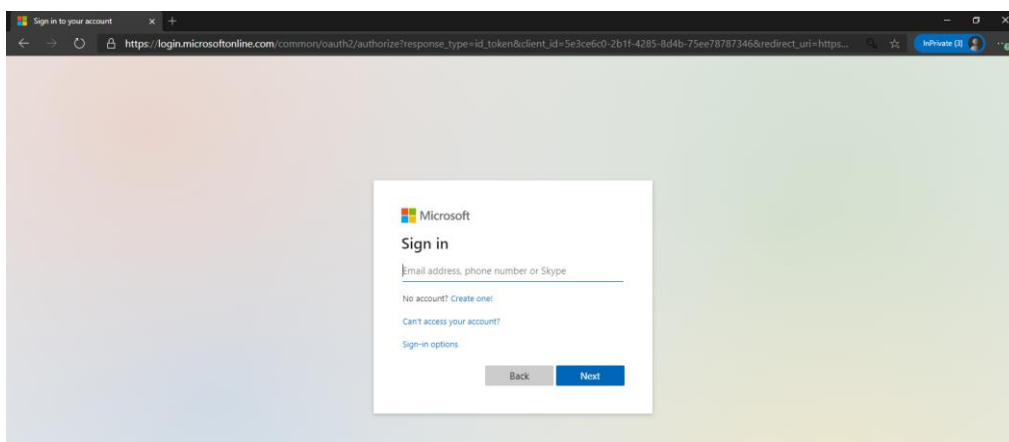 Sign in to your account
https://login.microsoftonline.com/common/oauth2/authorize?response_type=id_token&client_id=5e3ce6c0-2b1f-4285-8d4b-75ee78787346&redirect_uri=https...
InPrivate [3]
Microsoft
Sign in
Email address, phone number or Skype
No account? Create one!
Can't access your account?
Sign-in options
Back
Next